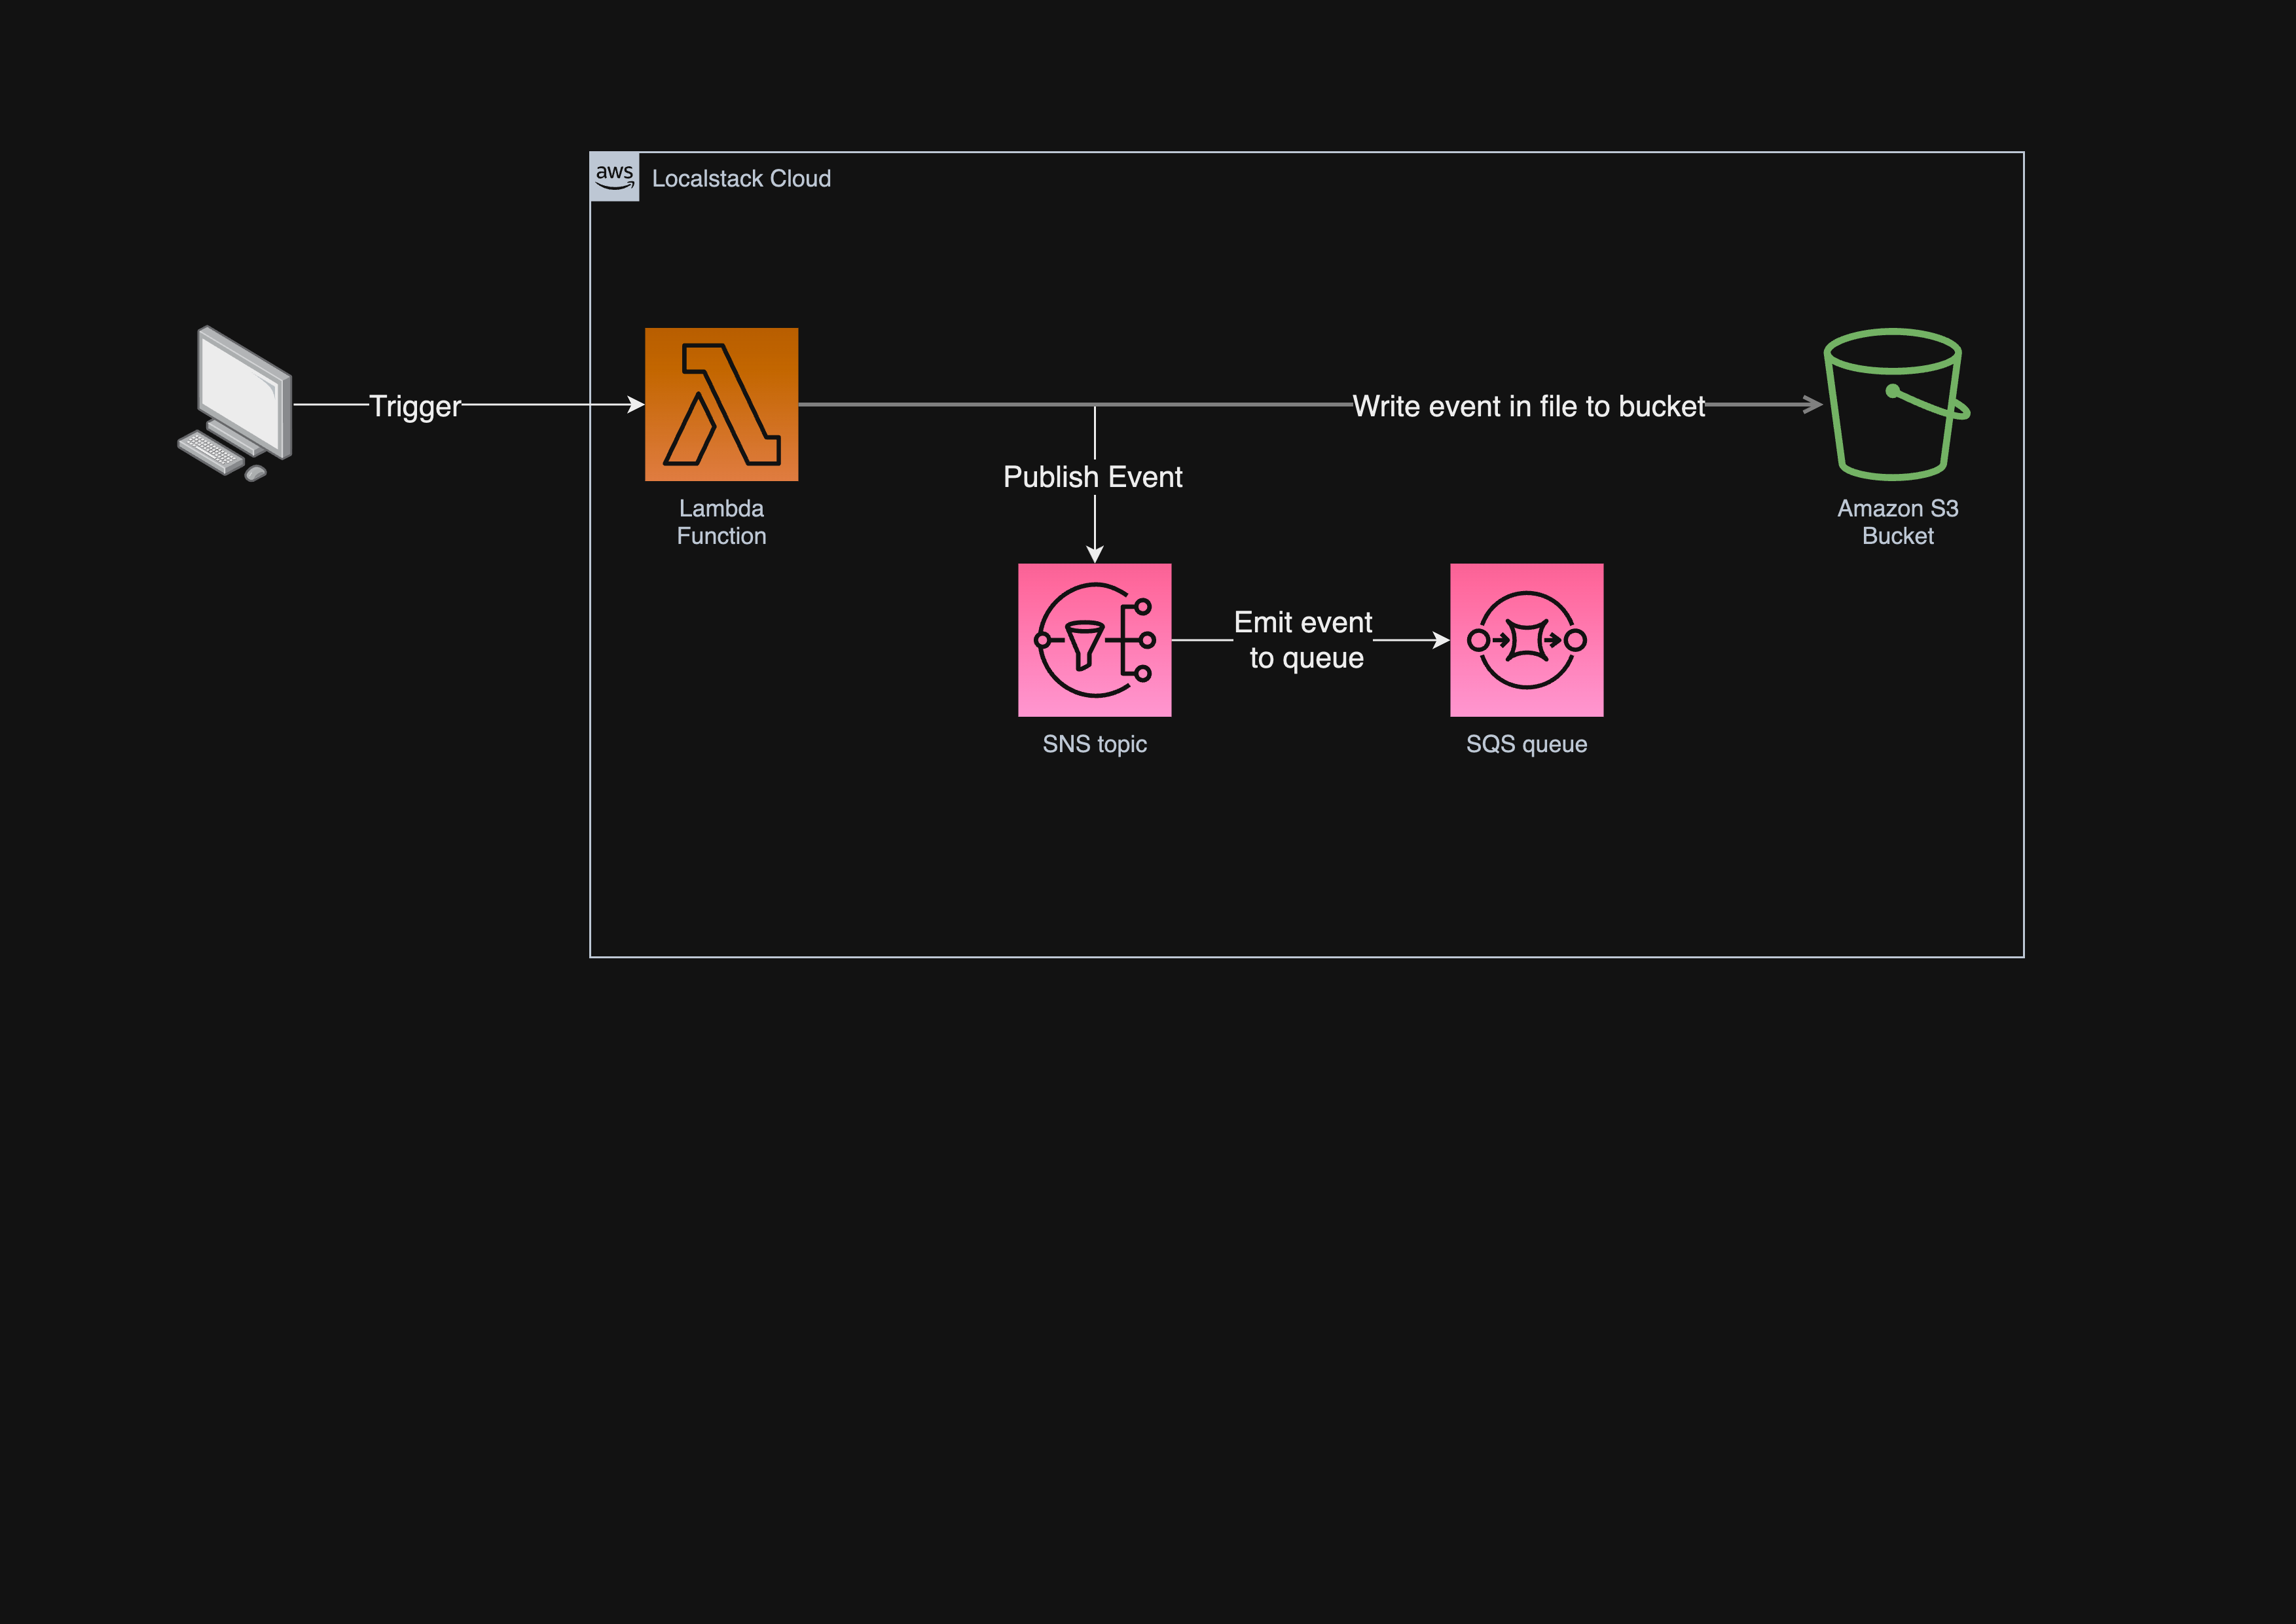 aws
Localstack Cloud
Trigger
Write event in file to bucket
Publish Event
Lambda
Function
Amazon S3
Bucket
Emit event
to queue
SNS topic
SQS queue